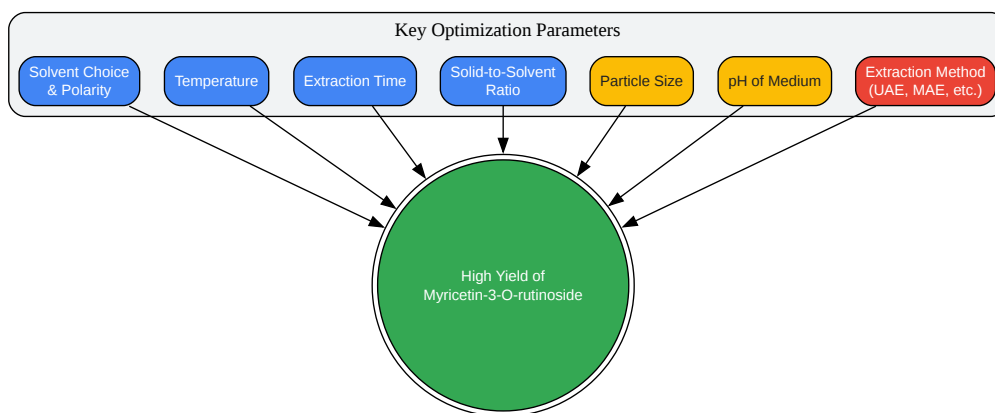 Key Optimization Parameters
Solvent Choice
& Polarity
Temperature
Extraction Time
Solid-to-Solvent
Ratio
Particle Size
pH of Medium
Extraction Method
(UAE, MAE, etc.)
High Yield of
Myricetin-3-O-rutinoside